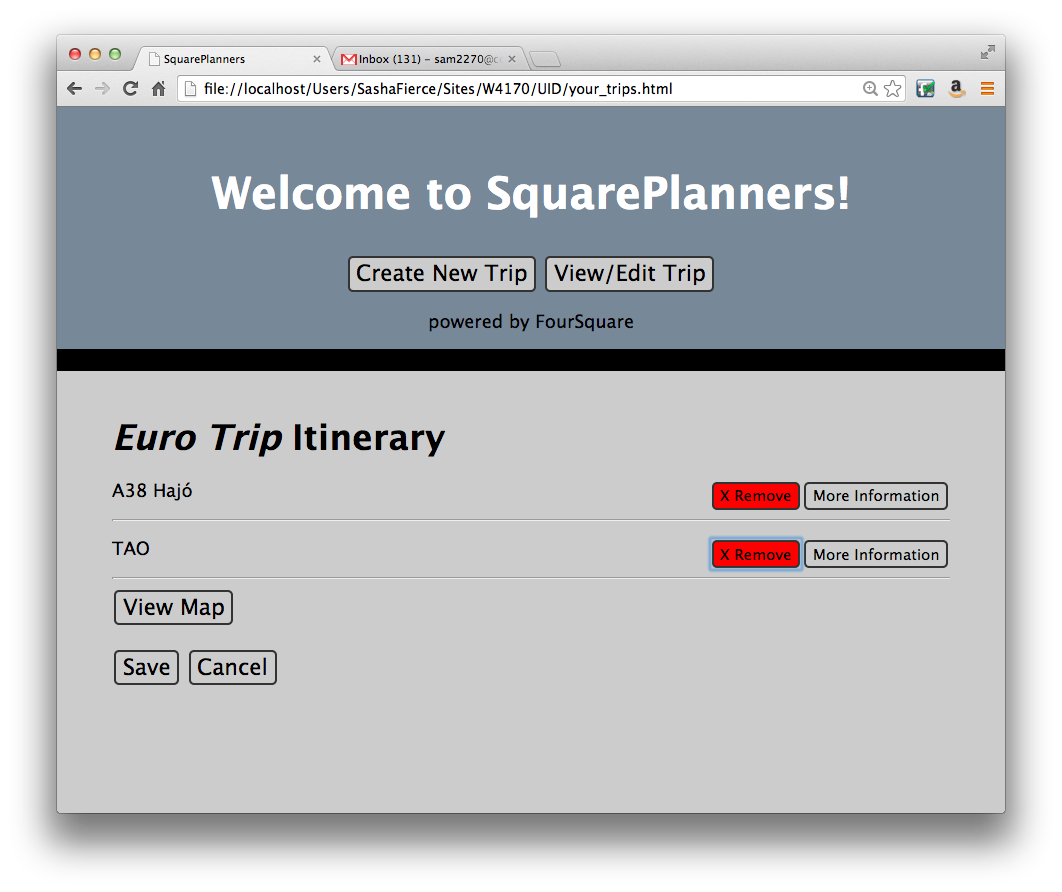 SquarePlanners
Inbox (131) – sam2270@c
file://localhost/Users/SashaFierce/Sites/W4170/UID/your_trips.html
Welcome to SquarePlanners!
Create New Trip View/Edit Trip
powered by FourSquare
Euro Trip Itinerary
A38 Hajó X Remove More Information
TAO X Remove More Information
View Map
Save Cancel